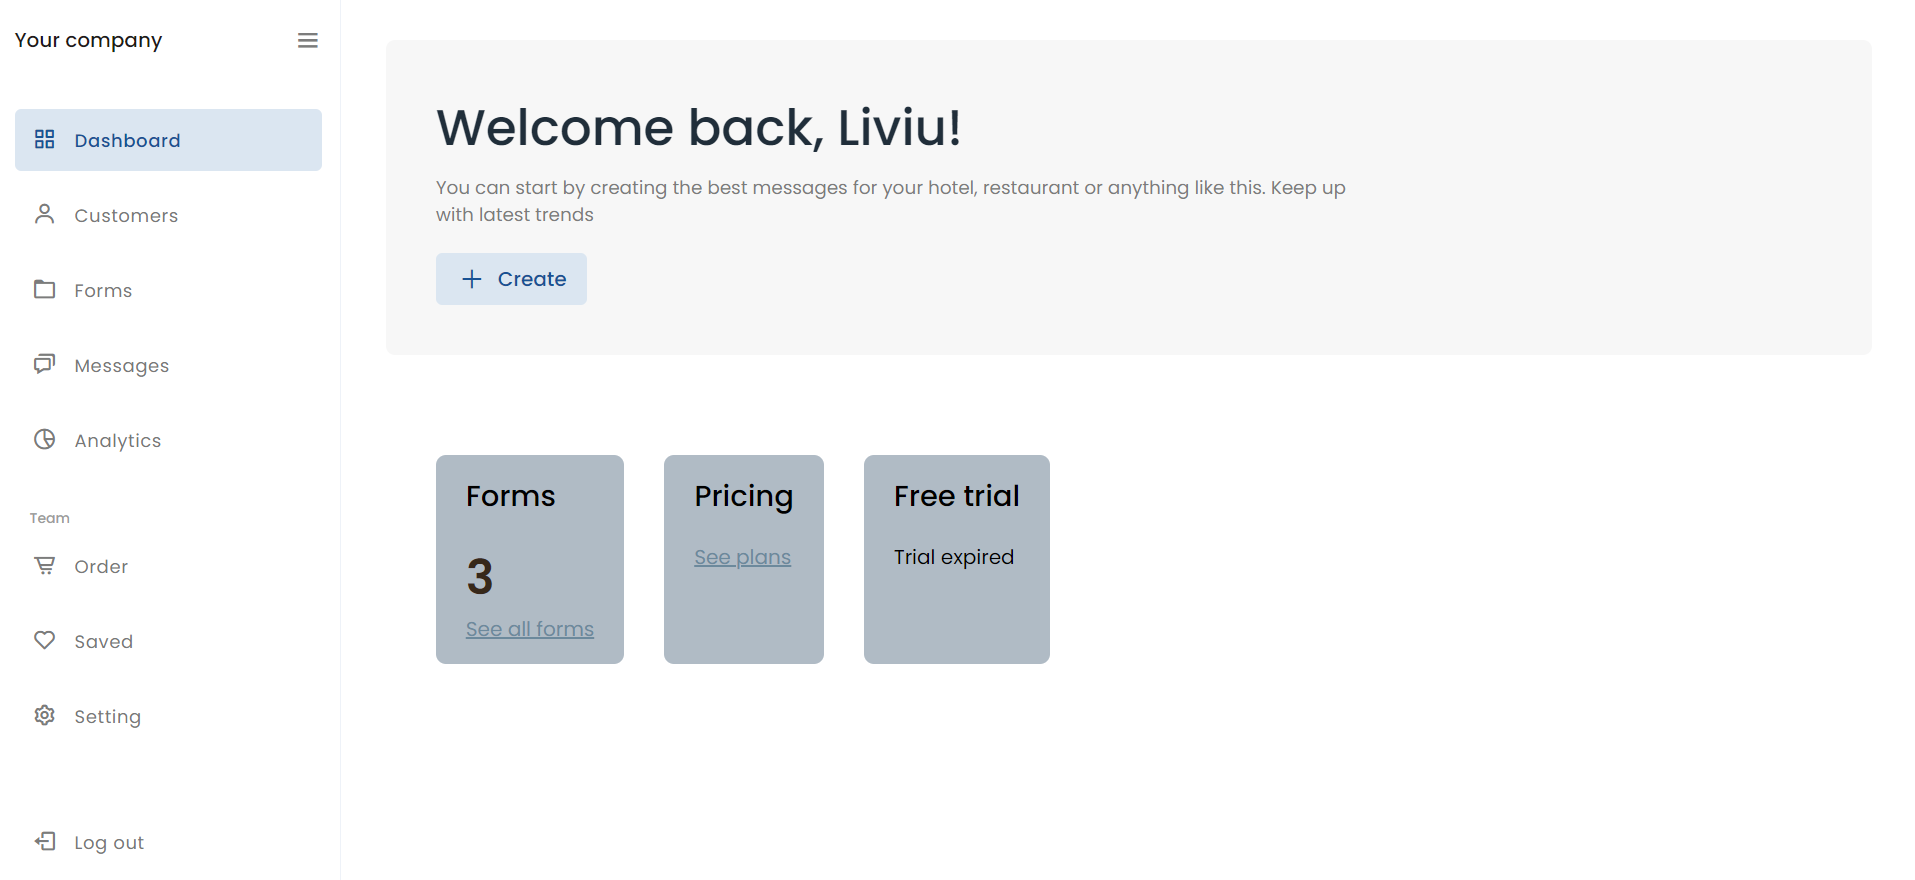 Your company
Dashboard
Customers
Forms
Messages
Analytics
Team
Order
Saved
Setting
Log out
Welcome back, Liviu!
You can start by creating the best messages for your hotel, restaurant or anything like this. Keep up
with latest trends
Create
Forms
3
See all forms
Pricing
See plans
Free trial
Trial expired